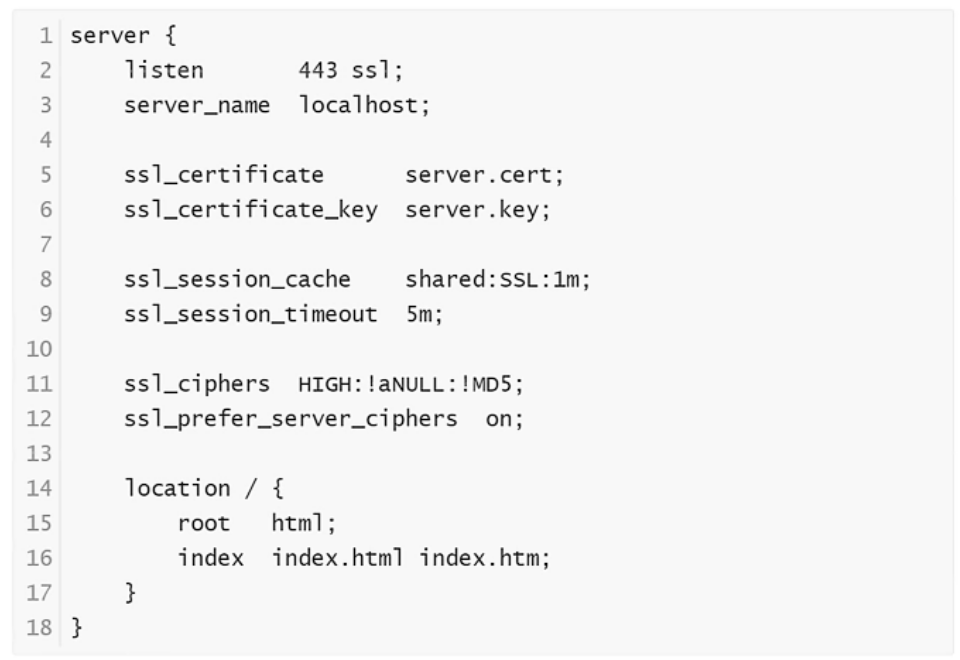 1 server {
2     listen       443 ssl;
3     server_name  localhost;
4
5     ssl_certificate      server.cert;
6     ssl_certificate_key  server.key;
7
8     ssl_session_cache    shared:SSL:1m;
9     ssl_session_timeout  5m;
10
11     ssl_ciphers  HIGH:!aNULL:!MD5;
12     ssl_prefer_server_ciphers  on;
13
14     location / {
15         root   html;
16         index  index.html index.htm;
17     }
18 }